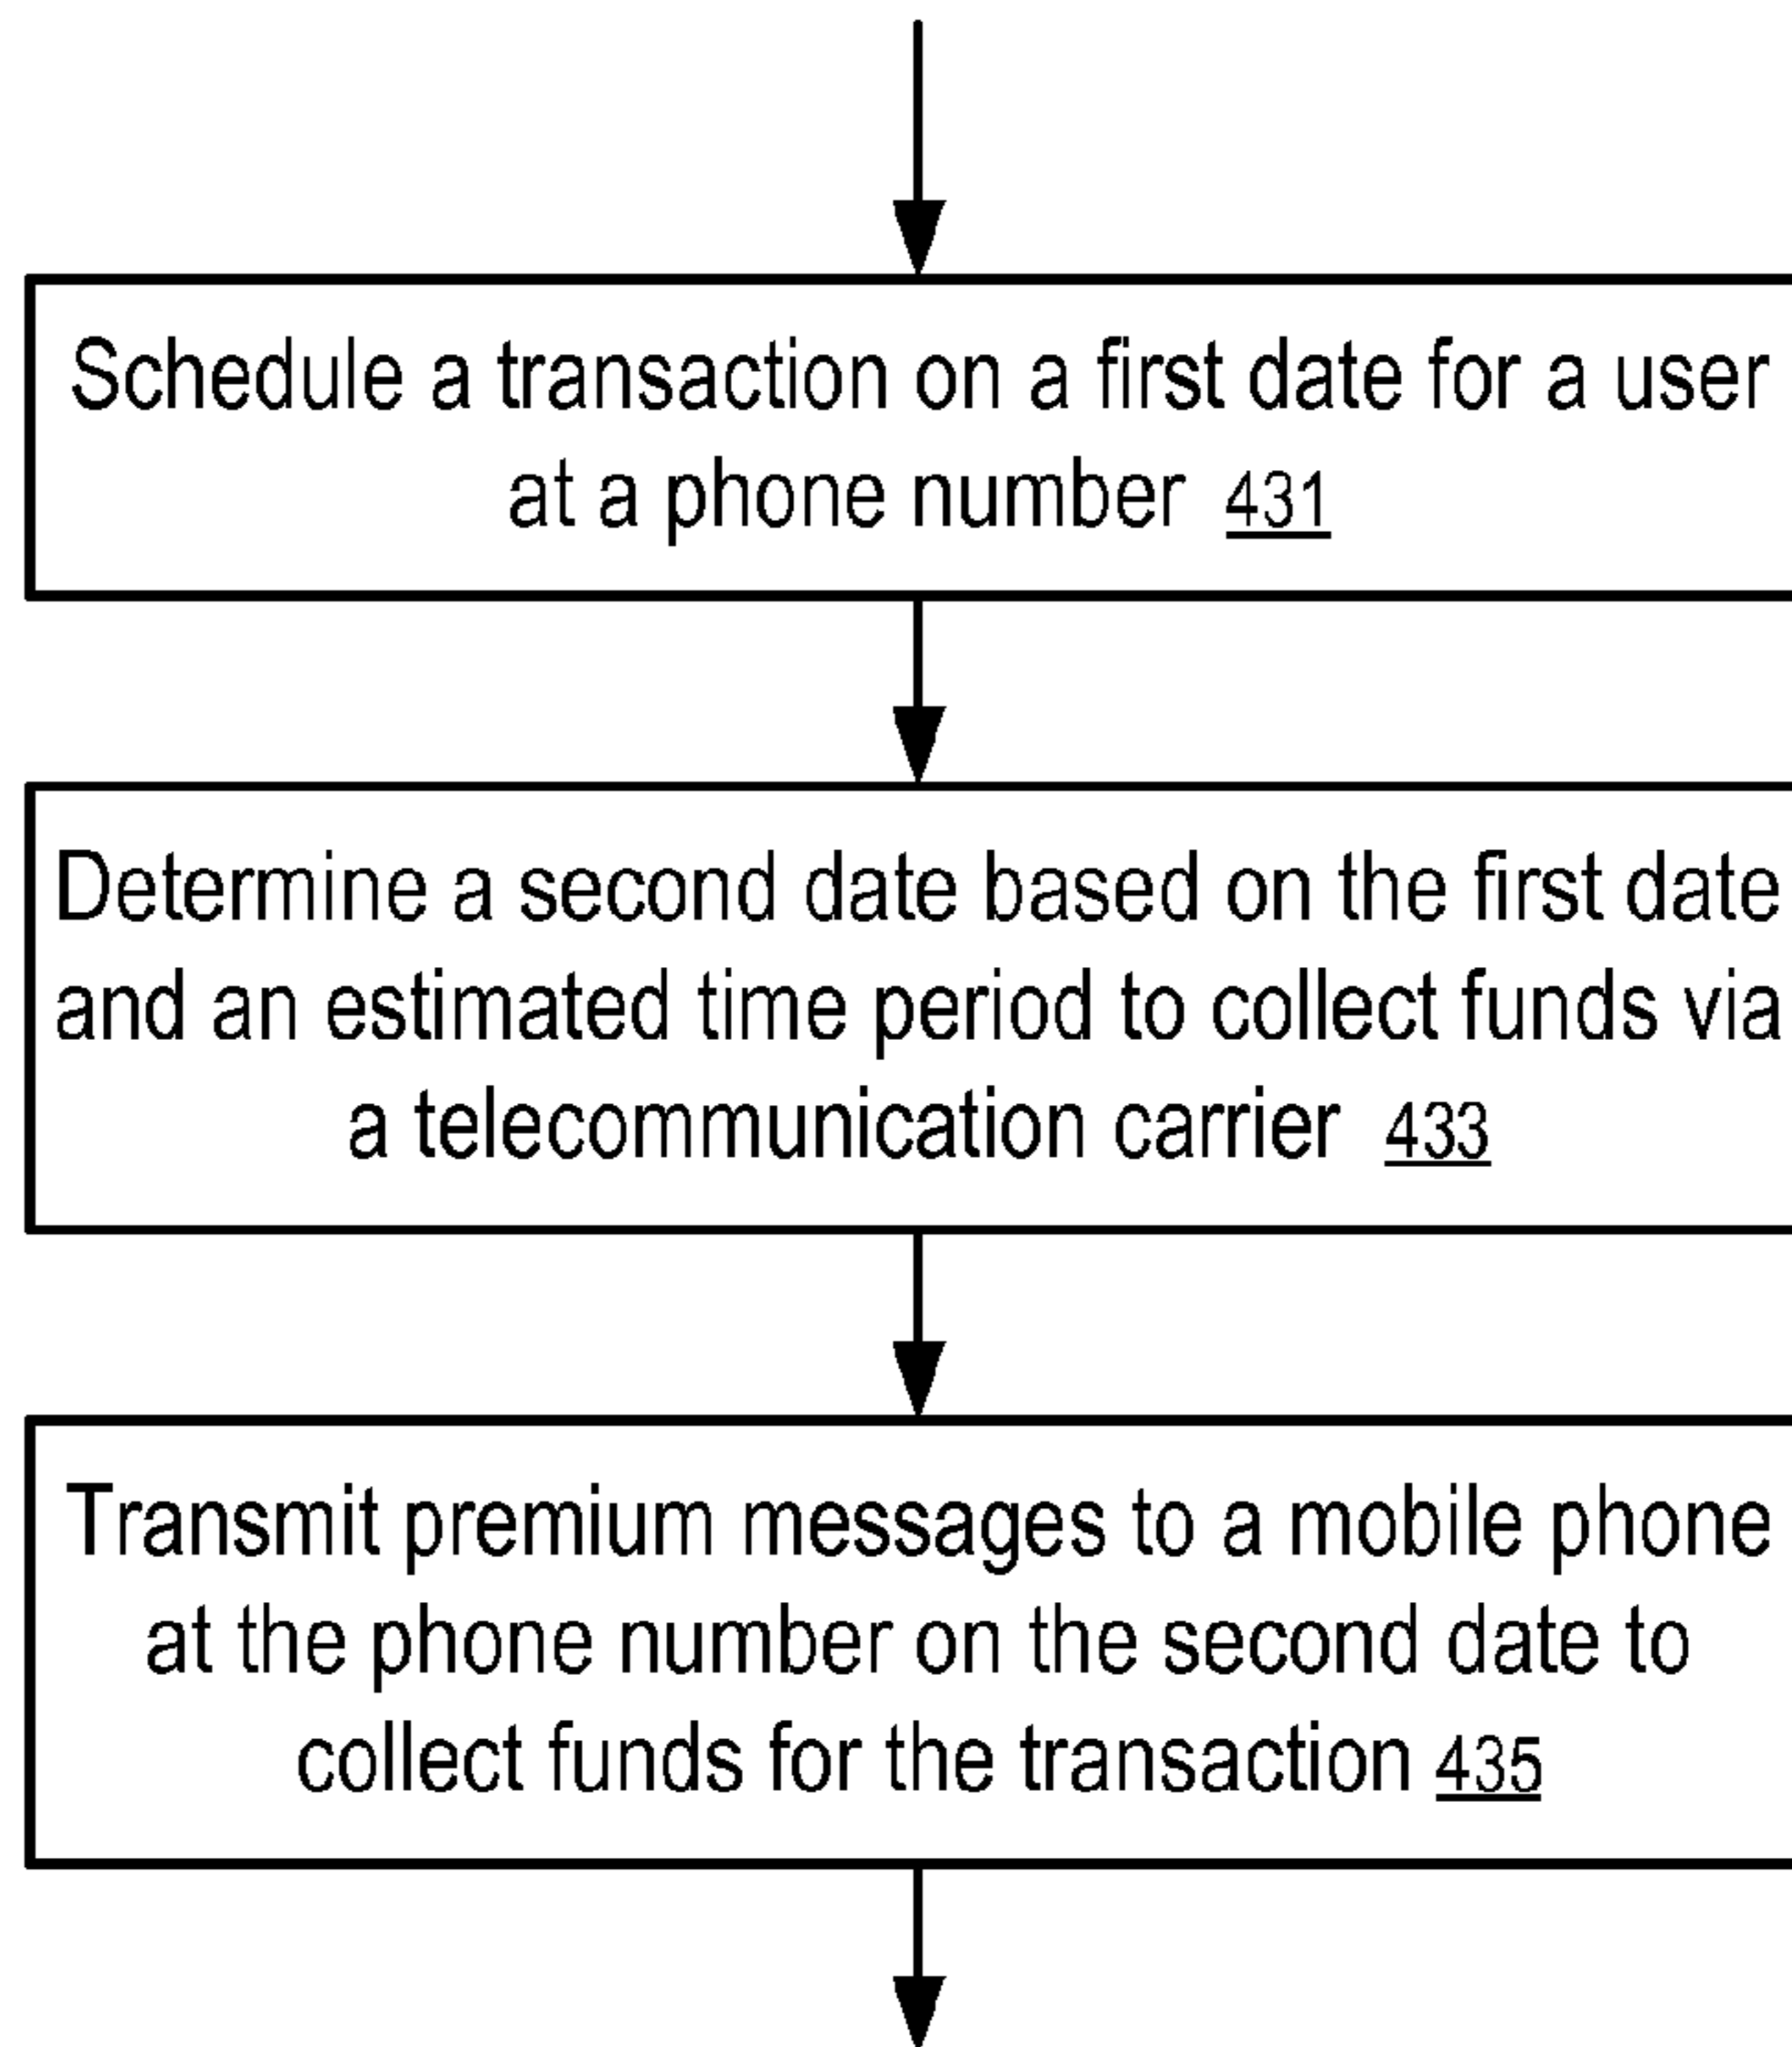 Schedule a transaction on a first date for a user
at a phone number 431
Determine a second date based on the first date
and an estimated time period to collect funds via
a telecommunication carrier 433
Transmit premium messages to a mobile phone
at the phone number on the second date to
collect funds for the transaction 435